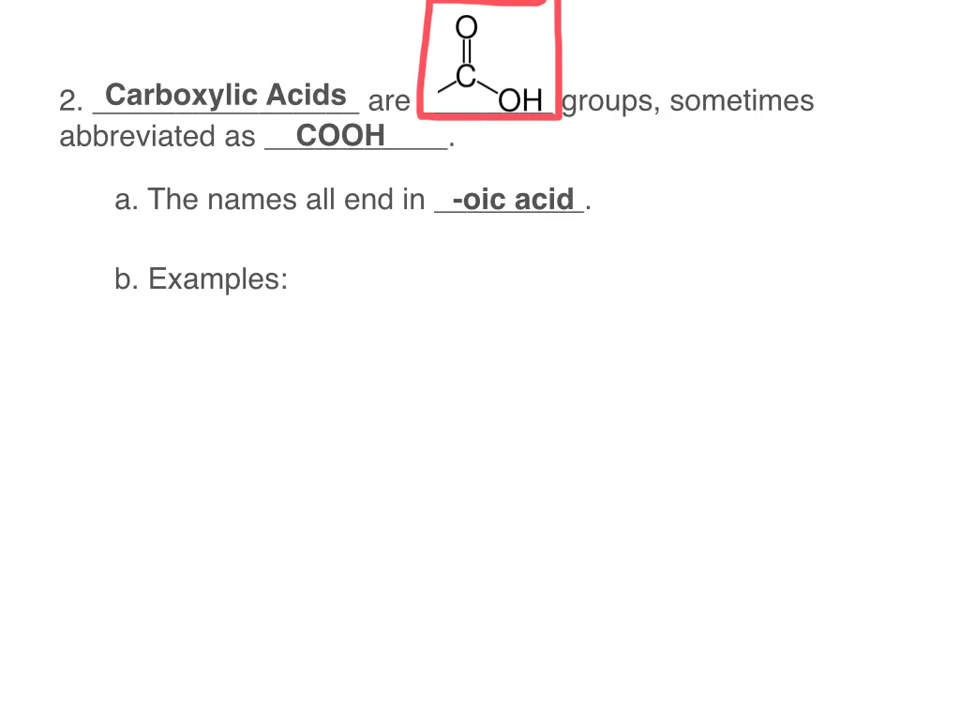 O
C
OH
2. Carboxylic Acids are groups, sometimes
abbreviated as COOH.
a. The names all end in -oic acid.
b. Examples: